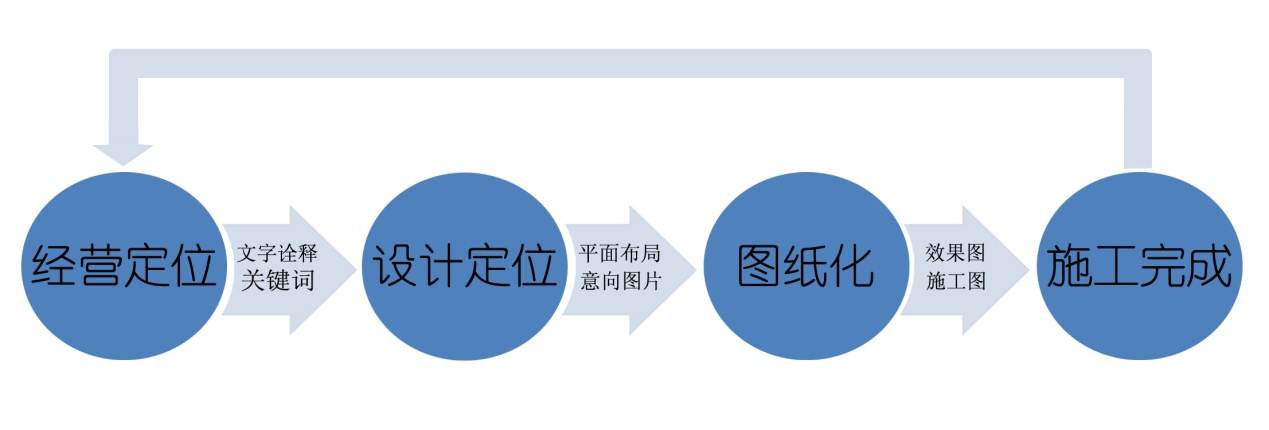 经营定位
文字诠释
关键词
设计定位
平面布局
意向图片
图纸化
效果图
施工图
施工完成